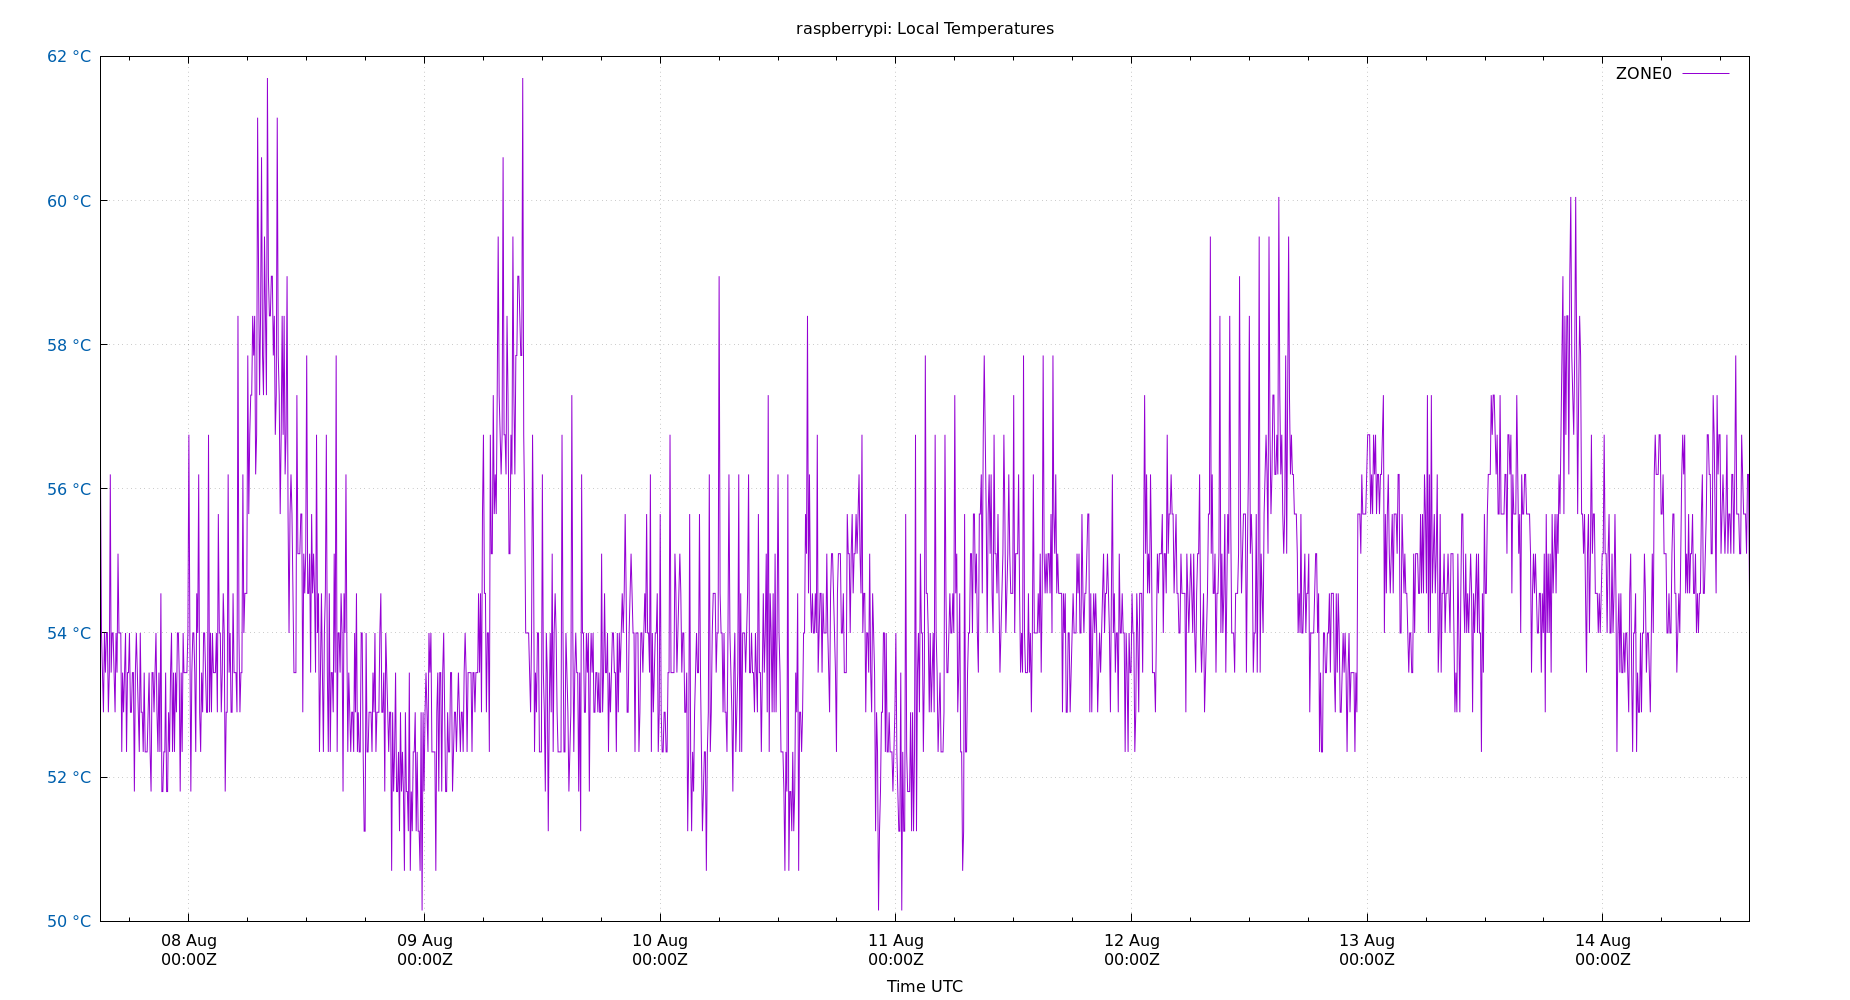 raspberrypi: Local Temperatures
62 °C
ZONE0
60 °C
58 °C
56 °C
54 °C
52 °C
50 °C
08 Aug 09 Aug 10 Aug 11 Aug 12 Aug 13 Aug 14 Aug
00:00Z 00:00Z 00:00Z 00:00Z 00:00Z 00:00Z 00:00Z
Time UTC